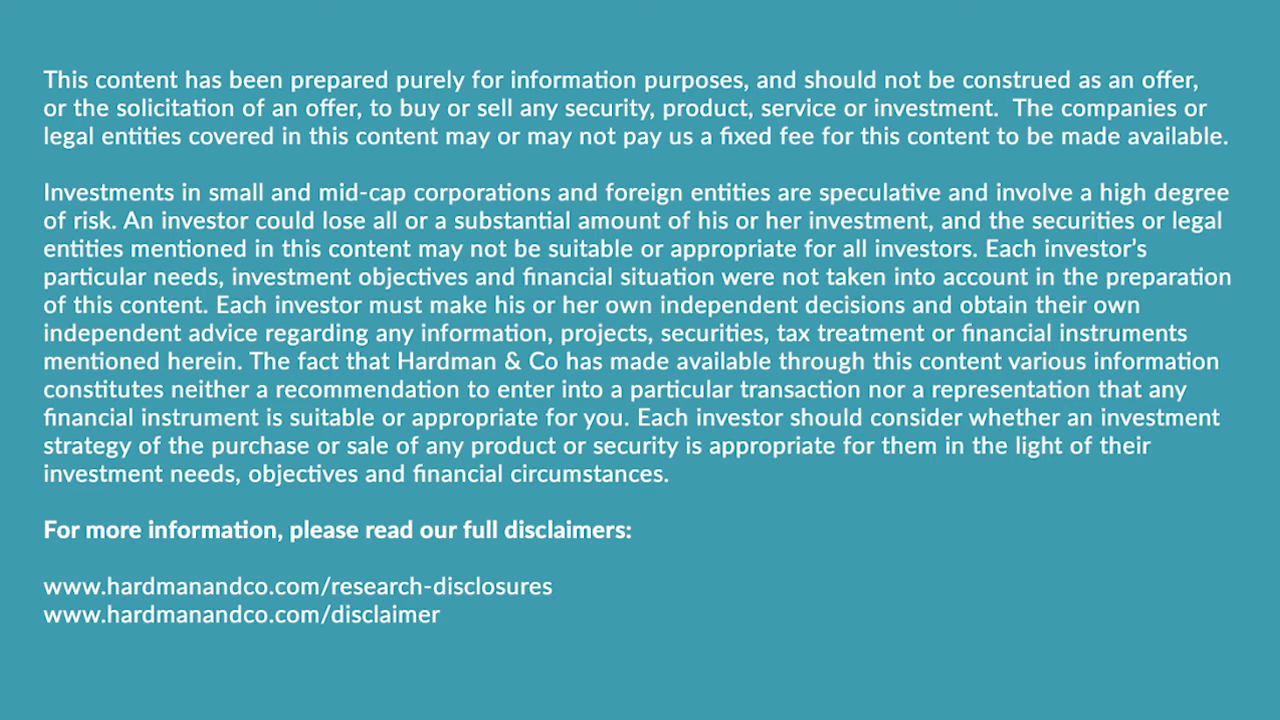 This content has been prepared purely for information purposes, and should not be construed as an offer,
or the solicitation of an offer, to buy or sell any security, product, service or investment.  The companies or
legal entities covered in this content may or may not pay us a fixed fee for this content to be made available.
Investments in small and mid-cap corporations and foreign entities are speculative and involve a high degree
of risk. An investor could lose all or a substantial amount of his or her investment, and the securities or legal
entities mentioned in this content may not be suitable or appropriate for all investors. Each investor’s
particular needs, investment objectives and financial situation were not taken into account in the preparation
of this content. Each investor must make his or her own independent decisions and obtain their own
independent advice regarding any information, projects, securities, tax treatment or financial instruments
mentioned herein. The fact that Hardman & Co has made available through this content various information
constitutes neither a recommendation to enter into a particular transaction nor a representation that any
financial instrument is suitable or appropriate for you. Each investor should consider whether an investment
strategy of the purchase or sale of any product or security is appropriate for them in the light of their
investment needs, objectives and financial circumstances.
For more information, please read our full disclaimers:
www.hardmanandco.com/research-disclosures
www.hardmanandco.com/disclaimer